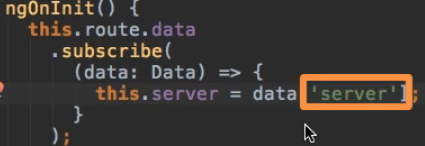 ngOnInit() {
this.route.data
.subscribe(
(data: Data) => {
this.server = data['server'];
}
);